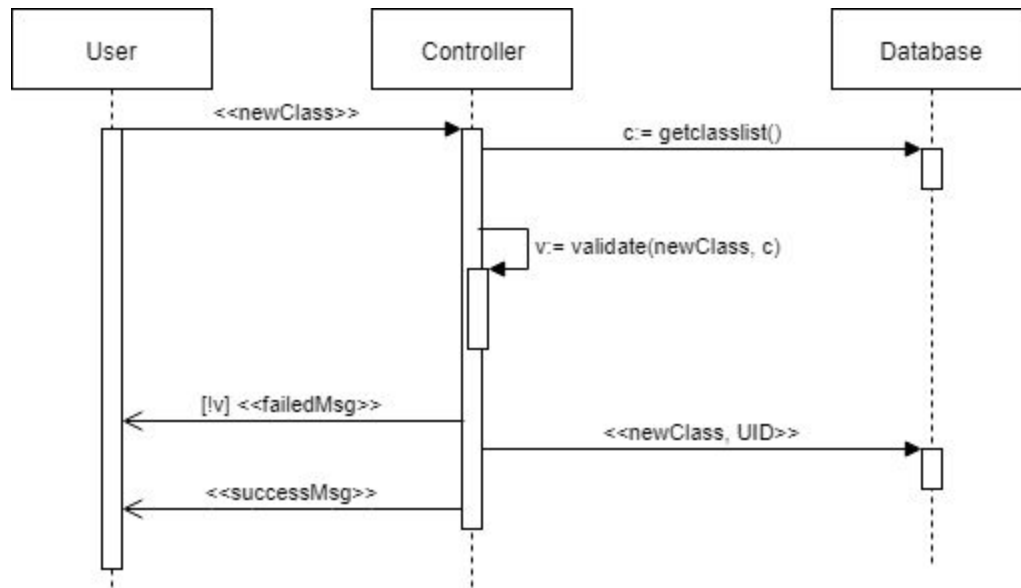 User
Controller
Database
<<newClass>>
c:= getclasslist()
v:= validate(newClass, c)
[!v] <<failedMsg>>
<<newClass, UID>>
<<successMsg>>